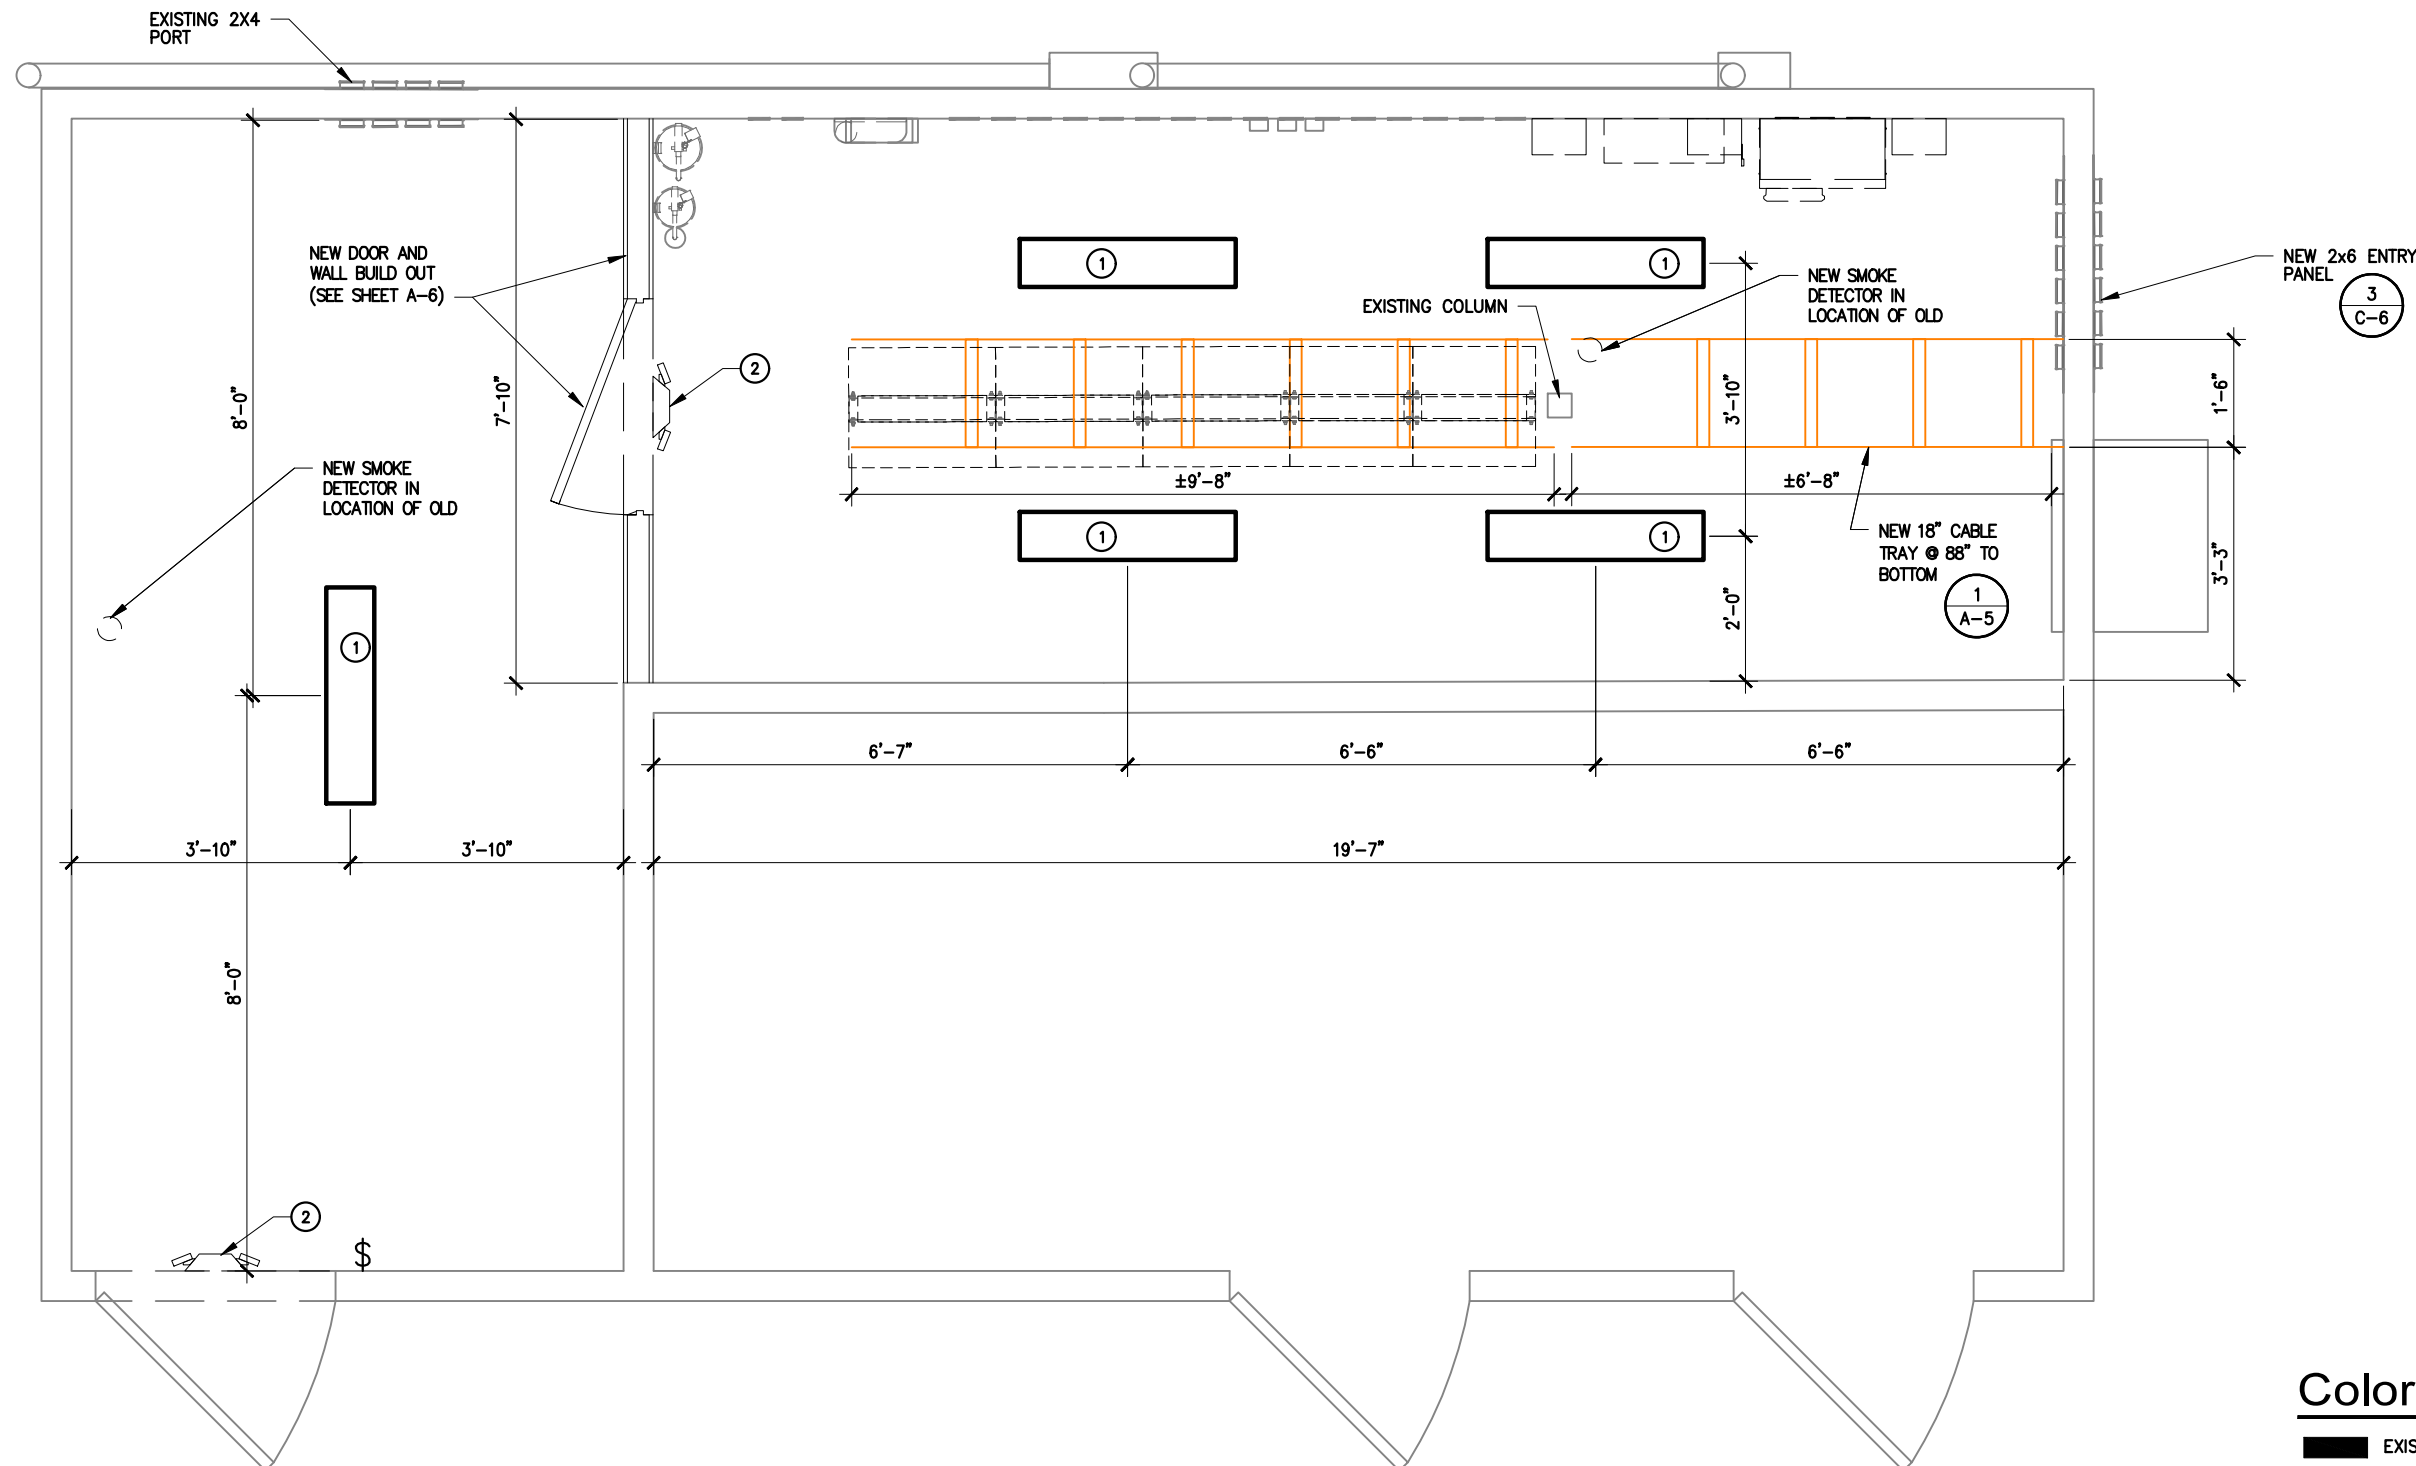 EXISTING 2X4
PORT
NEW DOOR AND
WALL BUILD OUT
(SEE SHEET A-6)
8'-0"
7'-10"
2
1
1
EXISTING COLUMN
NEW SMOKE
DETECTOR IN
LOCATION OF OLD
NEW 2x6 ENTRY
PANEL
3
C-6
3'-10"
1'-6"
NEW SMOKE
DETECTOR IN
LOCATION OF OLD
±9'-8"
±6'-8"
1
1
NEW 18" CABLE
TRAY @ 88" TO
BOTTOM
1
A-5
2'-0"
3'-3"
1
6'-7"
6'-6"
6'-6"
3'-10"
3'-10"
19'-7"
8'-0"
2
$
Color
EXIS